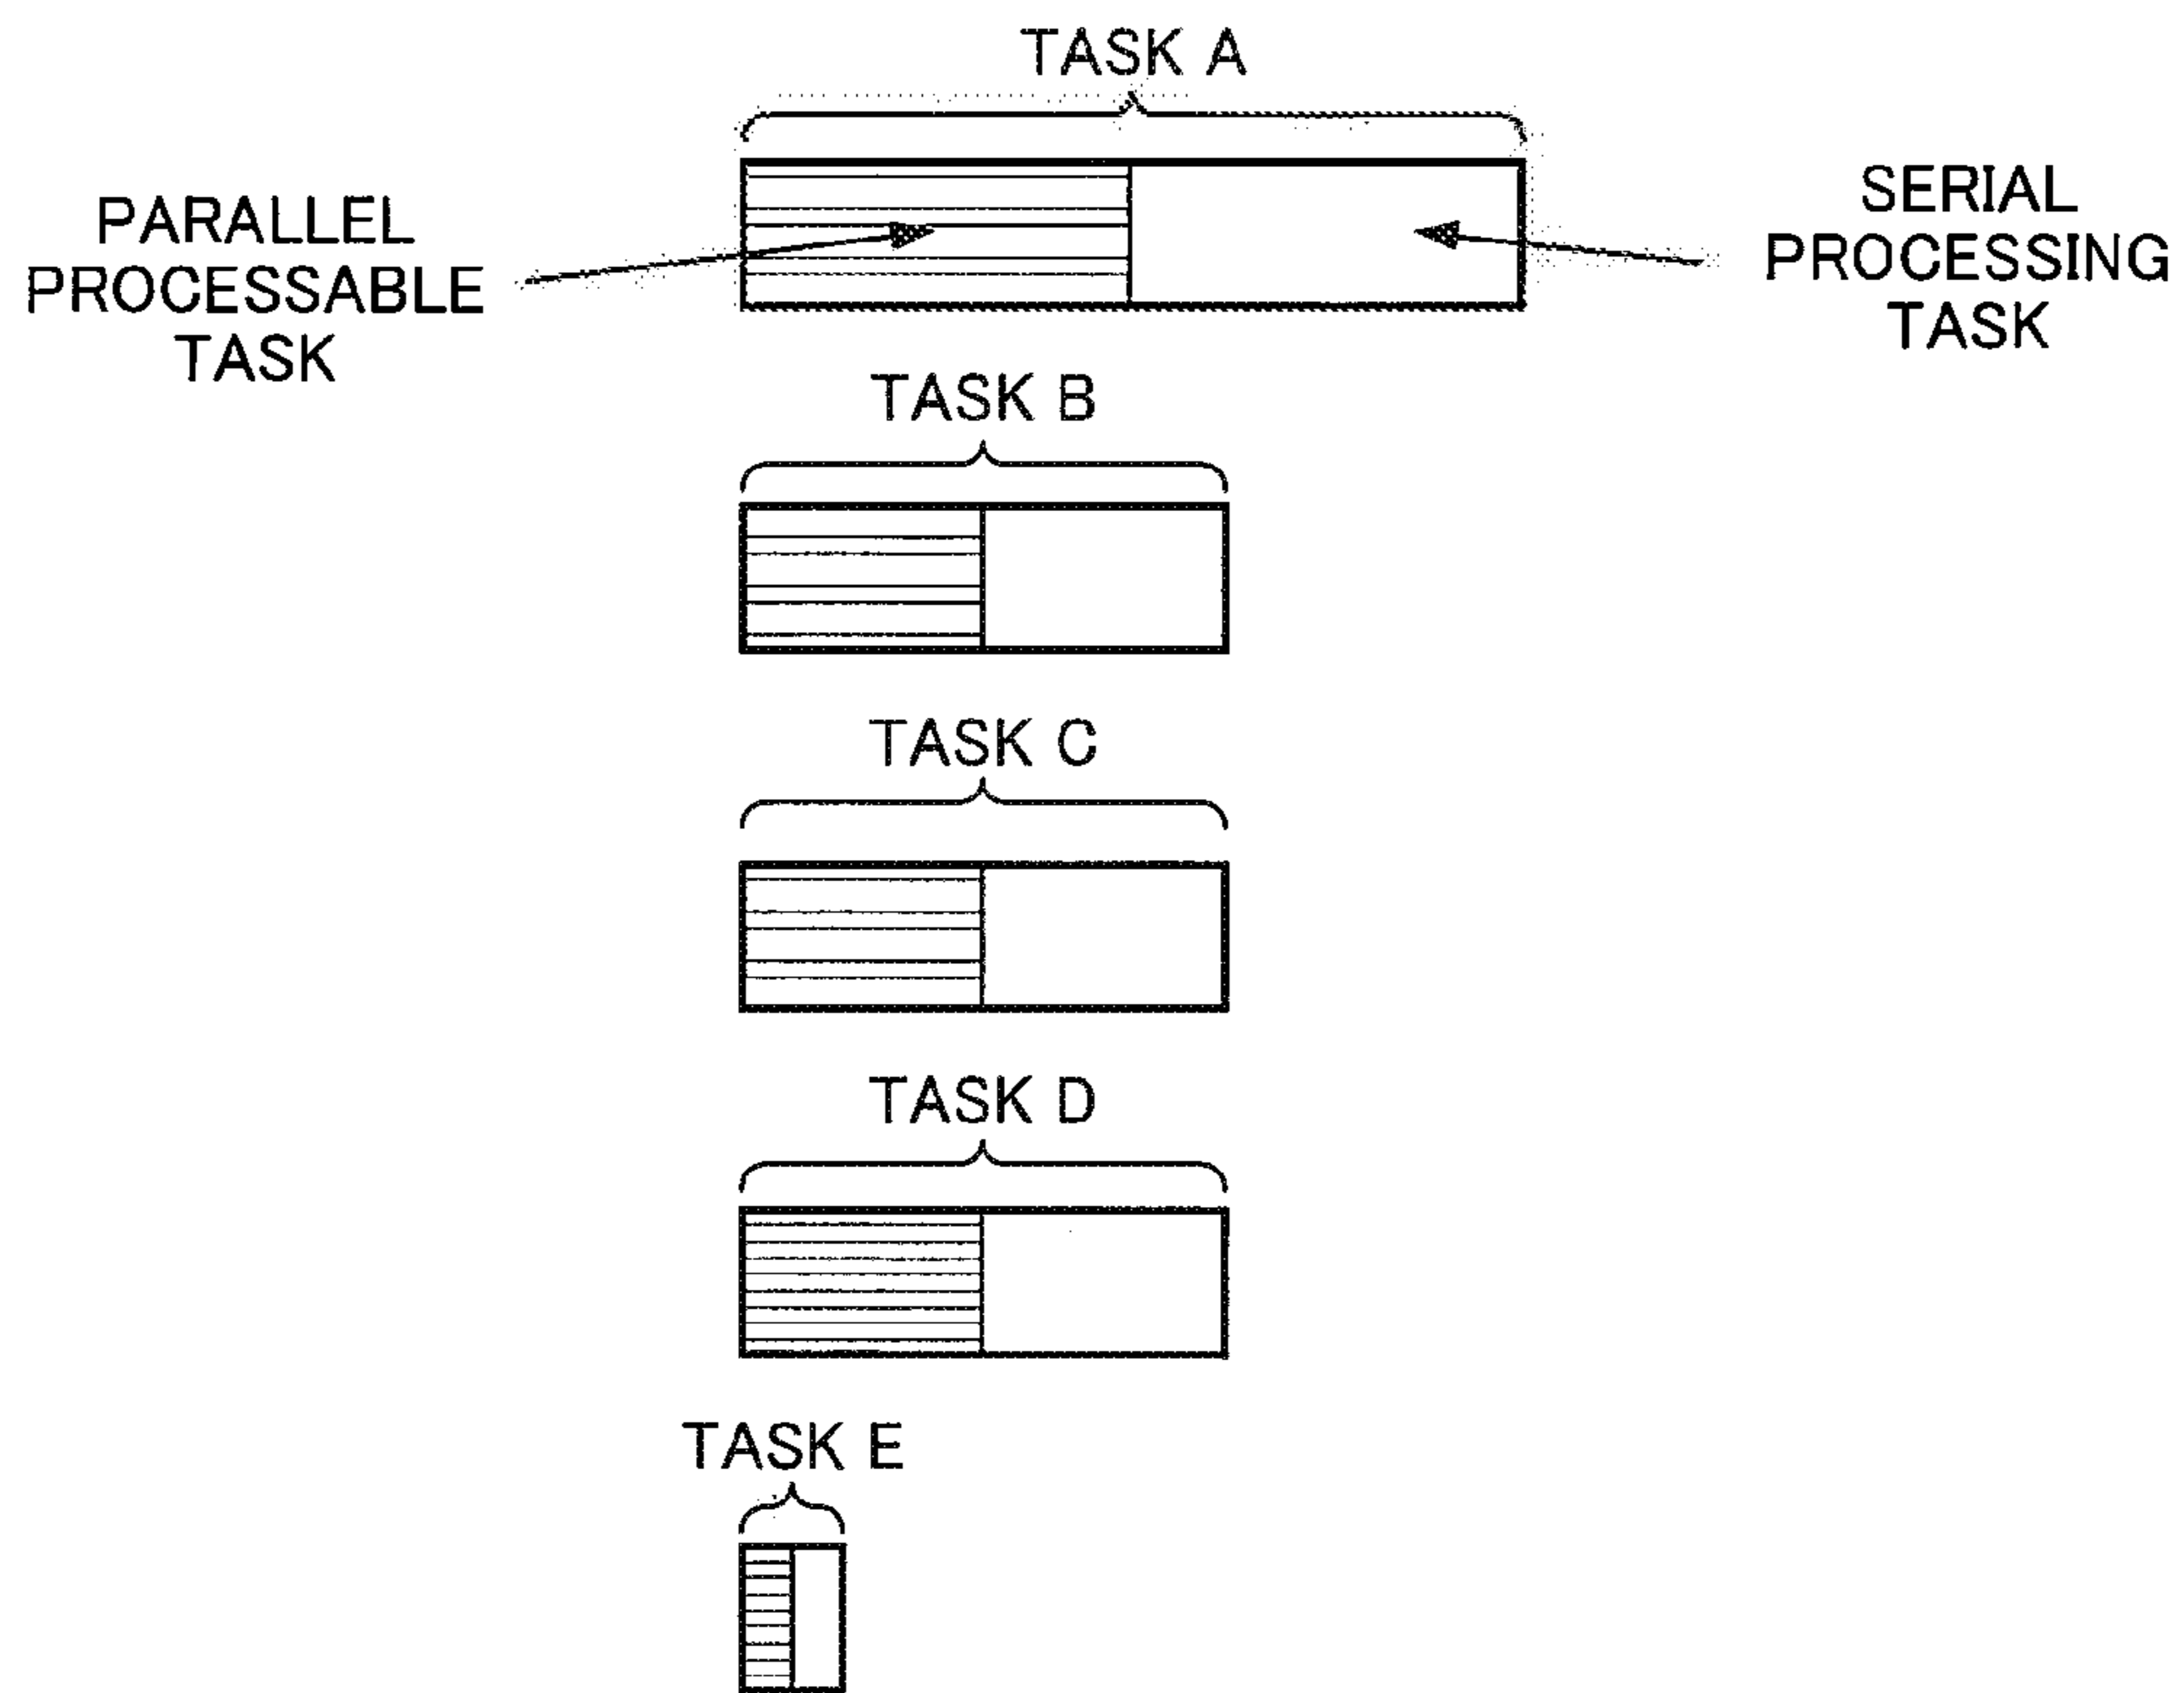 TASK A
PARALLEL
PROCESSABLE
TASK
SERIAL
PROCESSING
TASK
TASK B
TASK C
TASK D
TASK E